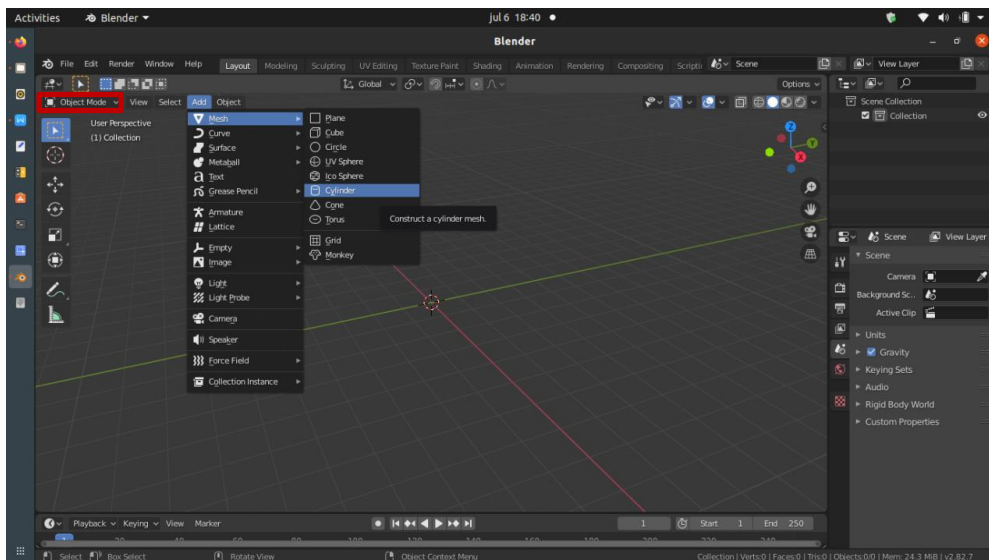 Activities Blender jul 6 18:40
Blender
File Edit Render Window Help Layout Modeling Sculpting UV Editing Texture Paint Shading Animation Rendering Compositing Scripti Scene View Layer
Global Options
Object Mode View Select Add Object
Scene Collection
Collection
User Perspective
(1) Collection
Mesh
Curve
Surface
Metaball
Text
Grease Pencil
Armature
Lattice
Empty
Image
Light
Light Probe
Camera
Speaker
Force Field
Collection Instance
Plane
Cube
Circle
UV Sphere
Ico Sphere
Cylinder
Cone
Torus
Grid
Monkey
Construct a cylinder mesh.
Z
Y
X
Scene View Layer
Scene
Camera
Background Sc..
Active Clip
Units
Gravity
Keying Sets
Audio
Rigid Body World
Custom Properties
Playback Keying View Marker 1 Start 1 End 250
Select Box Select Rotate View Object Context Menu Collection | Verts:0 | Faces:0 | Tris:0 | Objects:0/0 | Mem: 24.3 MiB | v2.82.7